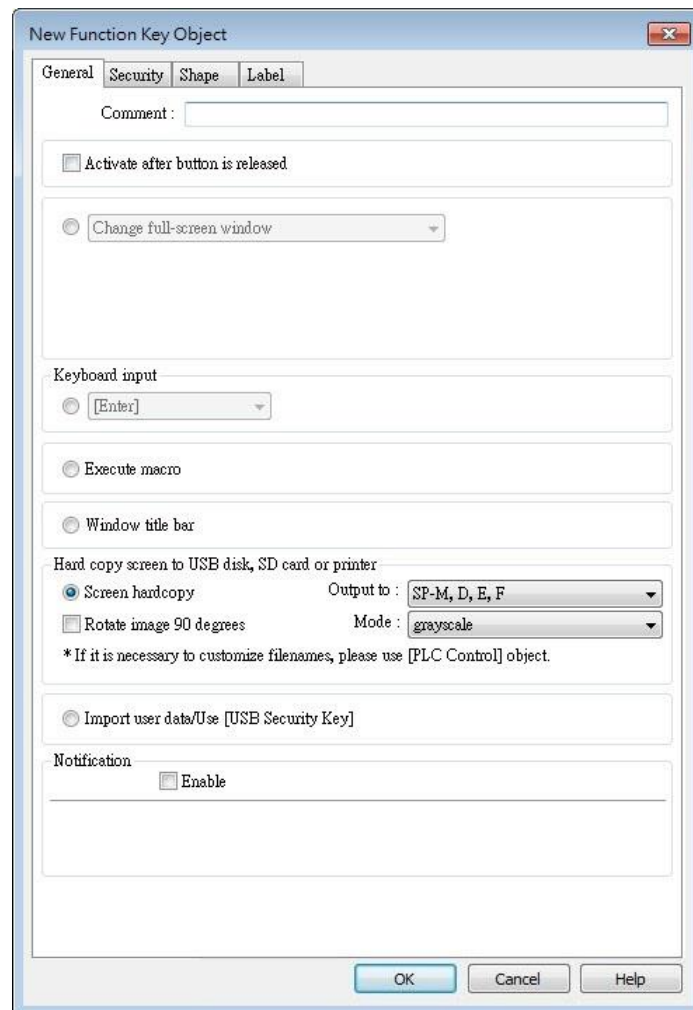 New Function Key Object
General Security Shape Label
Comment :
Activate after button is released
Change full-screen window
Keyboard input
[Enter]
Execute macro
Window title bar
Hard copy screen to USB disk, SD card or printer
Screen hardcopy Output to : SP-M, D, E, F
Rotate image 90 degrees Mode : grayscale
* If it is necessary to customize filenames, please use [PLC Control] object.
Import user data/Use [USB Security Key]
Notification
Enable
OK Cancel Help